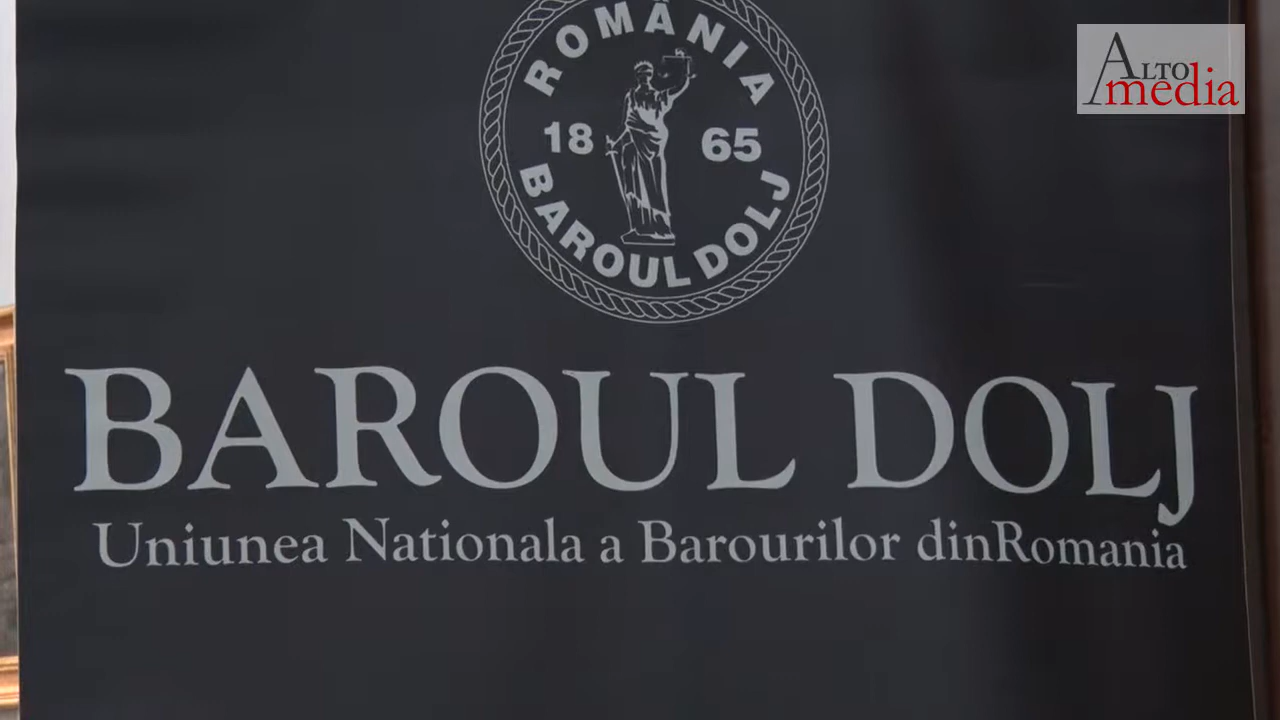 ROMÂNIA
18 65
BAROUL DOLJ
ALTO
media
BAROUL DOLJ
Uniunea Nationala a Barourilor dinRomania